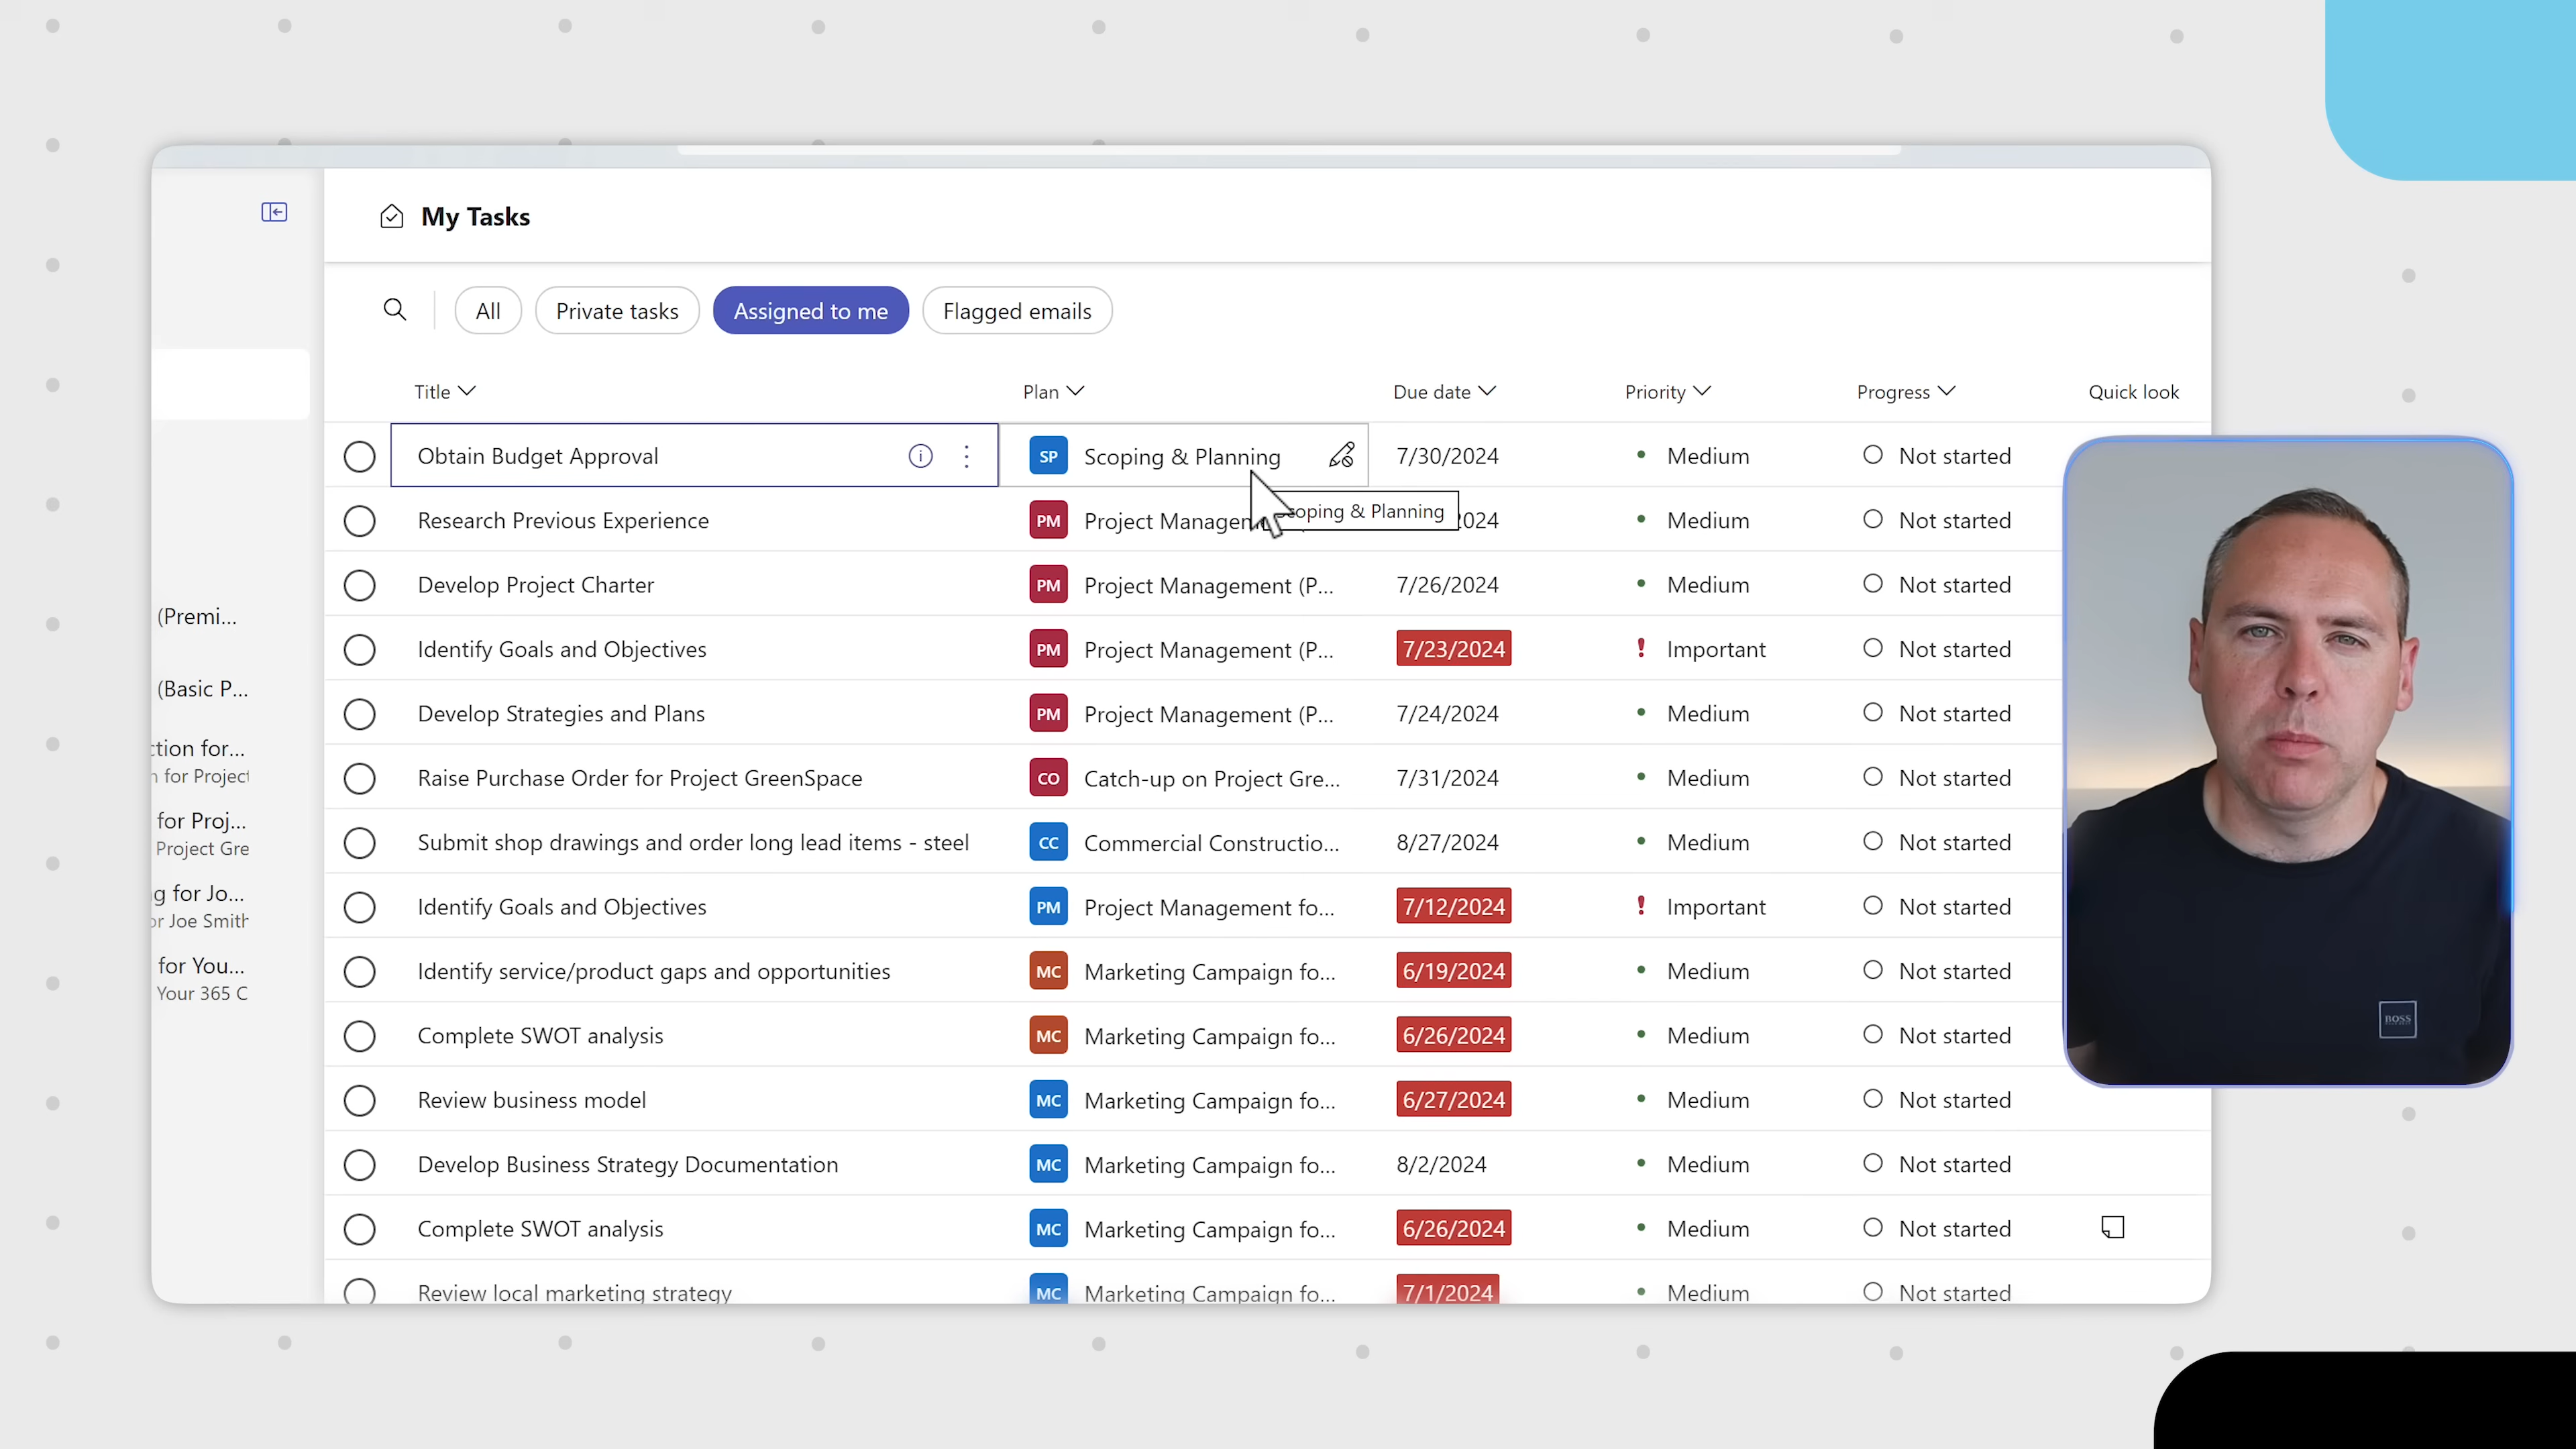 My Tasks
All Private tasks Assigned to me Flagged emails
Title Plan Due date Priority Progress Quick look
Obtain Budget Approval SP Scoping & Planning 7/30/2024 Medium Not started
Scoping & Planning
Research Previous Experience PM Project Managem 2024 Medium Not started
Develop Project Charter PM Project Management (P... 7/26/2024 Medium Not started
Identify Goals and Objectives PM Project Management (P... 7/23/2024 Important Not started
Develop Strategies and Plans PM Project Management (P... 7/24/2024 Medium Not started
Raise Purchase Order for Project GreenSpace CO Catch-up on Project Gre... 7/31/2024 Medium Not started
Submit shop drawings and order long lead items - steel CC Commercial Constructio... 8/27/2024 Medium Not started
Identify Goals and Objectives PM Project Management fo... 7/12/2024 Important Not started
Identify service/product gaps and opportunities MC Marketing Campaign fo... 6/19/2024 Medium Not started
Complete SWOT analysis MC Marketing Campaign fo... 6/26/2024 Medium Not started
Review business model MC Marketing Campaign fo... 6/27/2024 Medium Not started
Develop Business Strategy Documentation MC Marketing Campaign fo... 8/2/2024 Medium Not started
Complete SWOT analysis MC Marketing Campaign fo... 6/26/2024 Medium Not started
Review local marketing strategy MC Marketing Campaign fo... 7/1/2024 Medium Not started
(Premi...
(Basic P...
ction for...
n for Project
for Proj...
Project Gre
g for Jo...
or Joe Smith
for You...
Your 365 C
BOSS